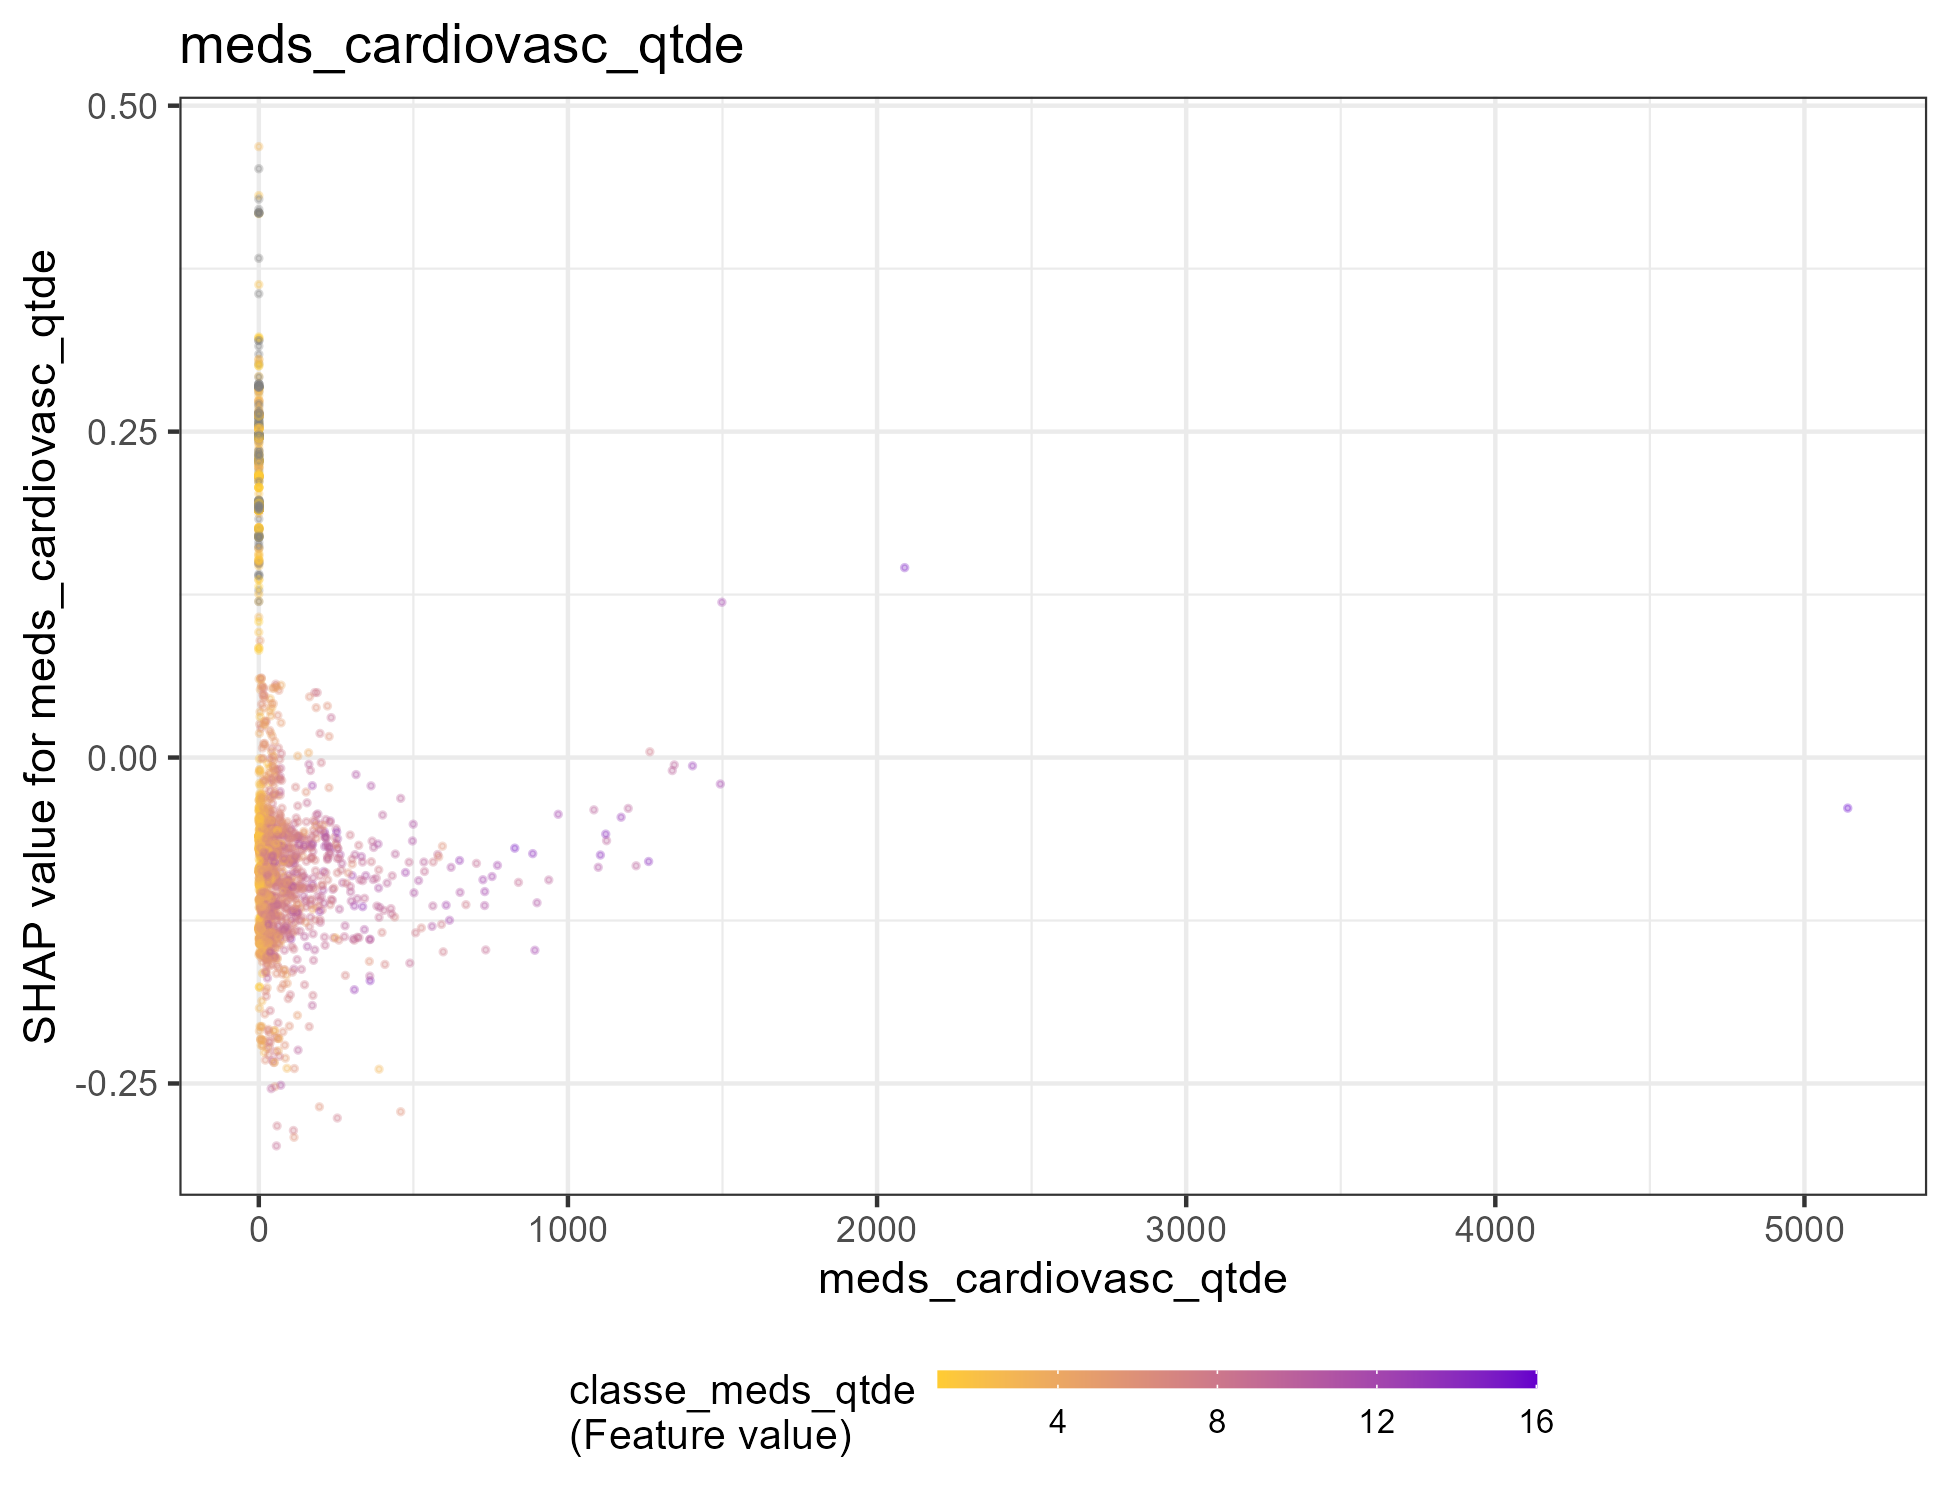 meds_cardiovasc_qtde
0.50
0.25
0.00
-0.25
SHAP value for meds_cardiovasc_qtde
0 1000 2000 3000 4000 5000
meds_cardiovasc_qtde
classe_meds_qtde
(Feature value)
4 8 12 16